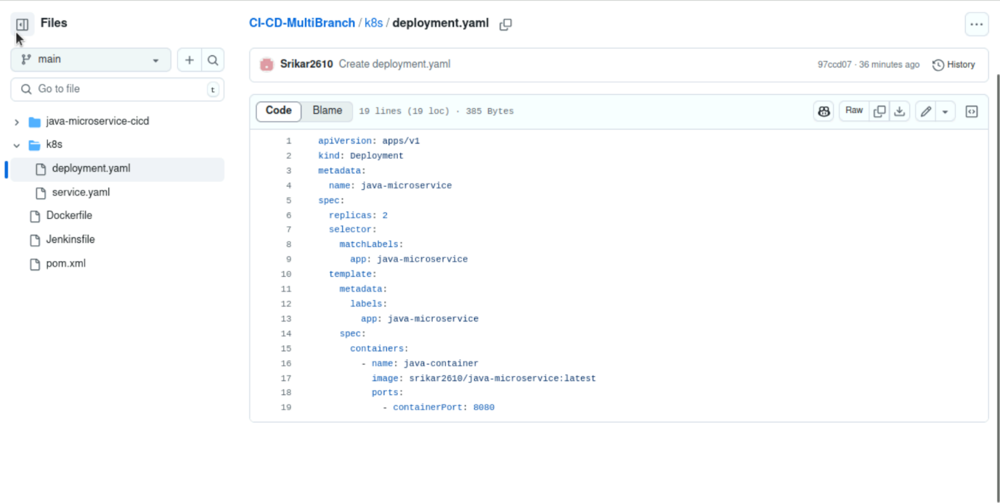 Files
CI-CD-MultiBranch / k8s / deployment.yaml
main
Go to file
t
java-microservice-cicd
k8s
deployment.yaml
service.yaml
Dockerfile
Jenkinsfile
pom.xml
Srikar2610 Create deployment.yaml 97ccd07 · 36 minutes ago History
Code Blame 19 lines (19 loc) · 385 Bytes Raw
1 apiVersion: apps/v1
2 kind: Deployment
3 metadata:
4   name: java-microservice
5 spec:
6   replicas: 2
7   selector:
8     matchLabels:
9       app: java-microservice
10   template:
11     metadata:
12       labels:
13         app: java-microservice
14     spec:
15       containers:
16         - name: java-container
17           image: srikar2610/java-microservice:latest
18           ports:
19             - containerPort: 8080